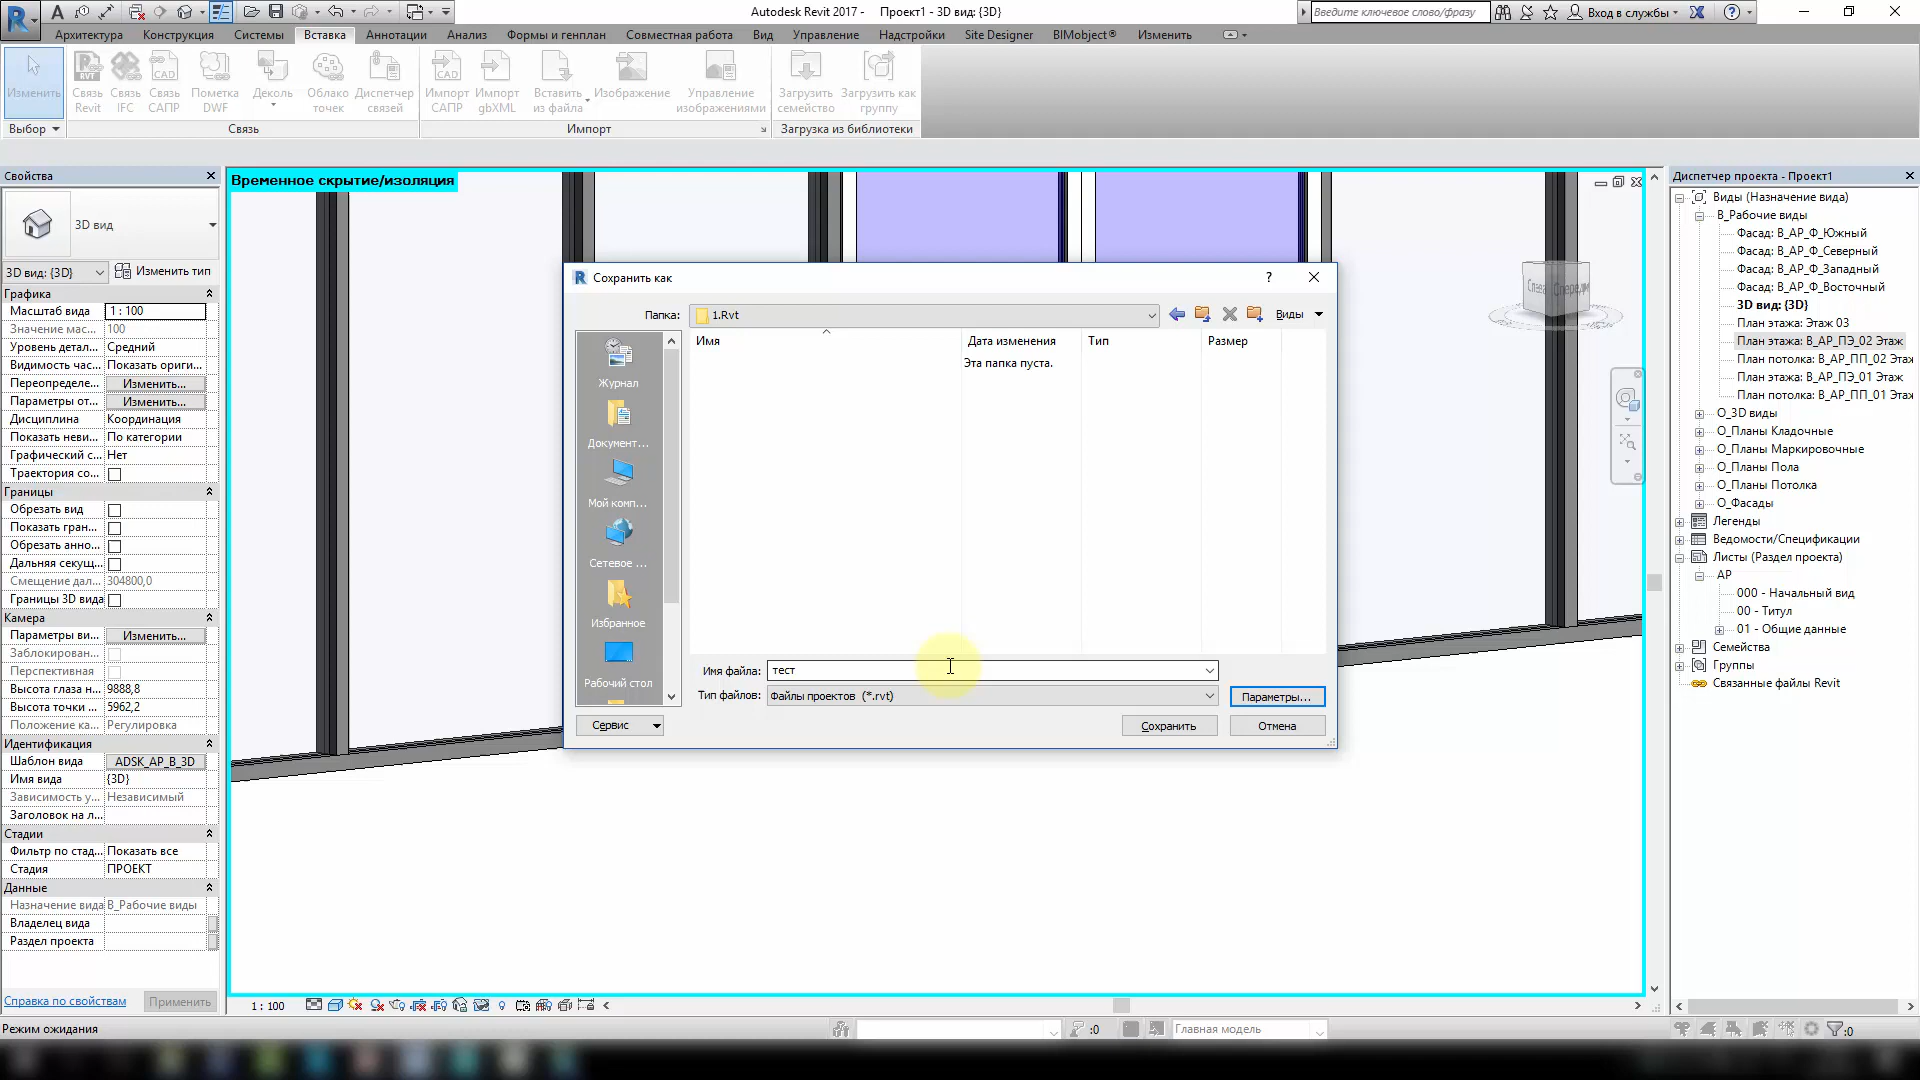 Autodesk Revit 2017 - Проект1 - 3D вид: {3D}
Введите ключевое слово/фразу
Вход в службы
Архитектура Конструкция Системы Вставка Аннотации Анализ Формы и генплан Совместная работа Вид Управление Надстройки Site Designer BIMobject® Изменить
Изменить
Связь Revit
Связь IFC
Связь САПР
Пометка DWF
Деколь
Облако точек
Диспетчер связей
Импорт САПР
Импорт gbXML
Вставить из файла
Изображение
Управление изображениями
Загрузить семейство
Загрузить как группу
Выбор
Связь
Импорт
Загрузка из библиотеки
Свойства
3D вид
3D вид: {3D}
Изменить тип
Графика
Масштаб вида 1 : 100
Значение мас... 100
Уровень детал... Средний
Видимость час... Показать ориги...
Переопределе... Изменить...
Параметры от... Изменить...
Дисциплина Координация
Показать неви... По категории
Графический с... Нет
Траектория со...
Границы
Обрезать вид
Показать гран...
Обрезать анно...
Дальняя секущ...
Смещение дал... 304800,0
Границы 3D вида
Камера
Параметры ви... Изменить...
Заблокирован...
Перспективная
Высота глаза н... 9888,8
Высота точки ... 5962,2
Положение ка... Регулировка
Идентификация
Шаблон вида ADSK_АР_В_3D
Имя вида {3D}
Зависимость у... Независимый
Заголовок на л...
Стадии
Фильтр по стад... Показать все
Стадия ПРОЕКТ
Данные
Назначение вида В_Рабочие виды
Владелец вида
Раздел проекта
Справка по свойствам
Применить
Временное скрытие/изоляция
Сохранить как
Папка: 1.Rvt
Виды
Имя Дата изменения Тип Размер
Эта папка пуста.
Журнал
Документ...
Мой комп...
Сетевое ...
Избранное
Рабочий стол
Имя файла: тест
Тип файлов: Файлы проектов (*.rvt)
Параметры...
Сервис
Сохранить
Отмена
Слева
Спереди
Диспетчер проекта - Проект1
Виды (Назначение вида)
В_Рабочие виды
Фасад: В_АР_Ф_Южный
Фасад: В_АР_Ф_Северный
Фасад: В_АР_Ф_Западный
Фасад: В_АР_Ф_Восточный
3D вид: {3D}
План этажа: Этаж 03
План этажа: В_АР_ПЭ_02 Этаж
План потолка: В_АР_ПП_02 Этаж
План этажа: В_АР_ПЭ_01 Этаж
План потолка: В_АР_ПП_01 Этаж
О_3D виды
О_Планы Кладочные
О_Планы Маркировочные
О_Планы Пола
О_Планы Потолка
О_Фасады
Легенды
Ведомости/Спецификации
Листы (Раздел проекта)
АР
000 - Начальный вид
00 - Титул
01 - Общие данные
Семейства
Группы
Связанные файлы Revit
1 : 100
Режим ожидания
:0
Главная модель
:0